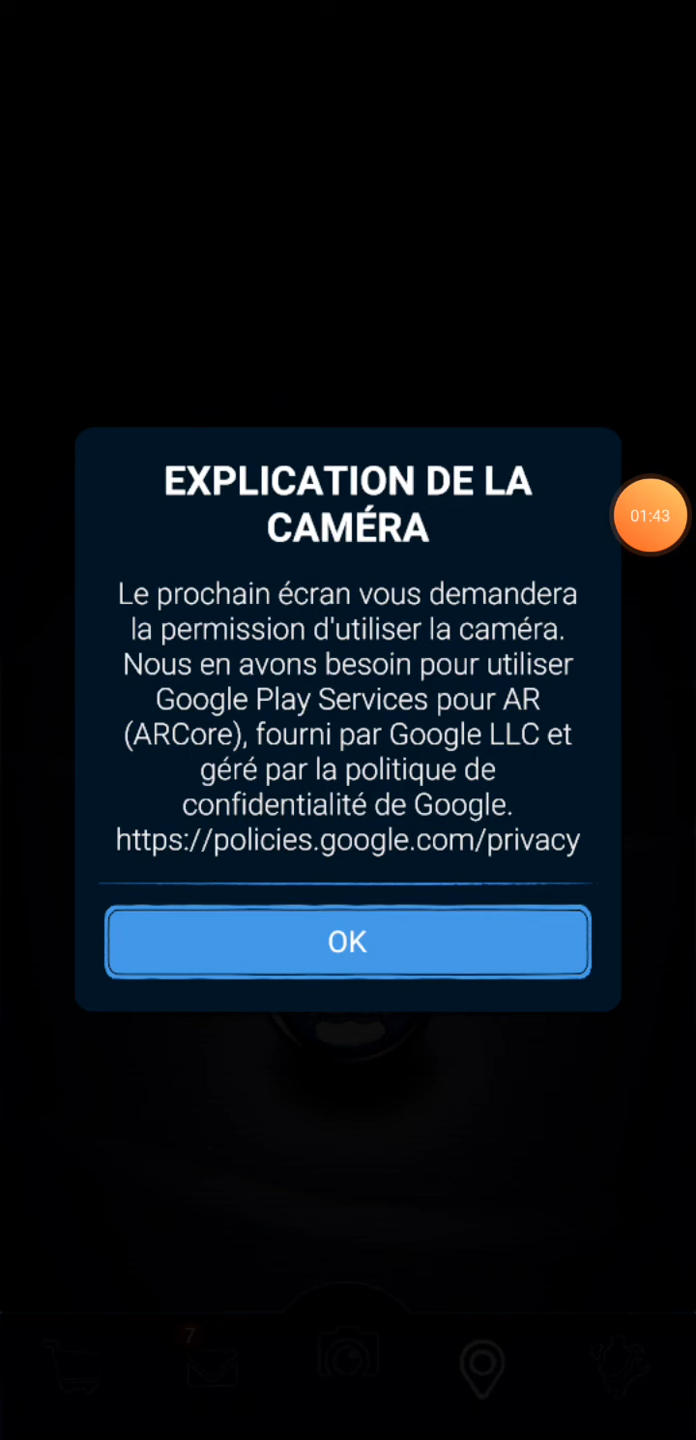 EXPLICATION DE LA
CAMÉRA
01:43
Le prochain écran vous demandera
la permission d'utiliser la caméra.
Nous en avons besoin pour utiliser
Google Play Services pour AR
(ARCore), fourni par Google LLC et
géré par la politique de
confidentialité de Google.
https://policies.google.com/privacy
OK
7